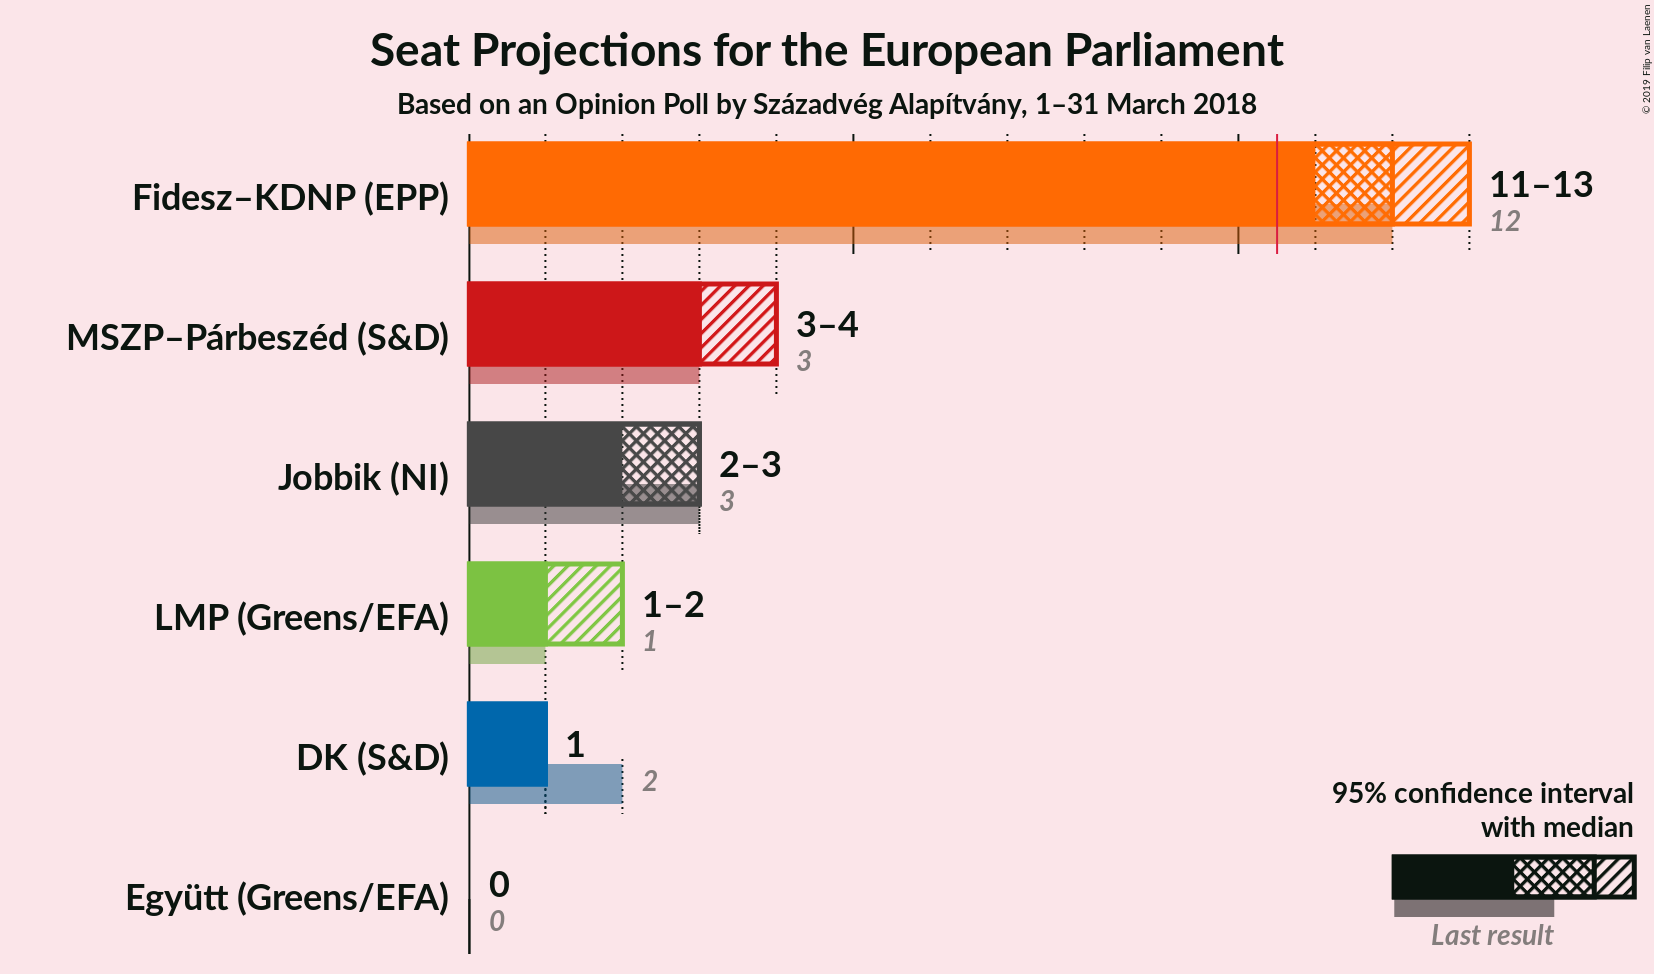 Seat Projections for the European Parliament
Based on an Opinion Poll by Századvég Alapítvány, 1–31 March 2018
© 2019 Filip van Laenen
Fidesz–KDNP (EPP)
11–13
12
MSZP–Párbeszéd (S&D)
3–4
3
Jobbik (NI)
2–3
3
LMP (Greens/EFA)
1–2
1
DK (S&D)
1
2
Együtt (Greens/EFA)
0
0
95% confidence interval
with median
Last result